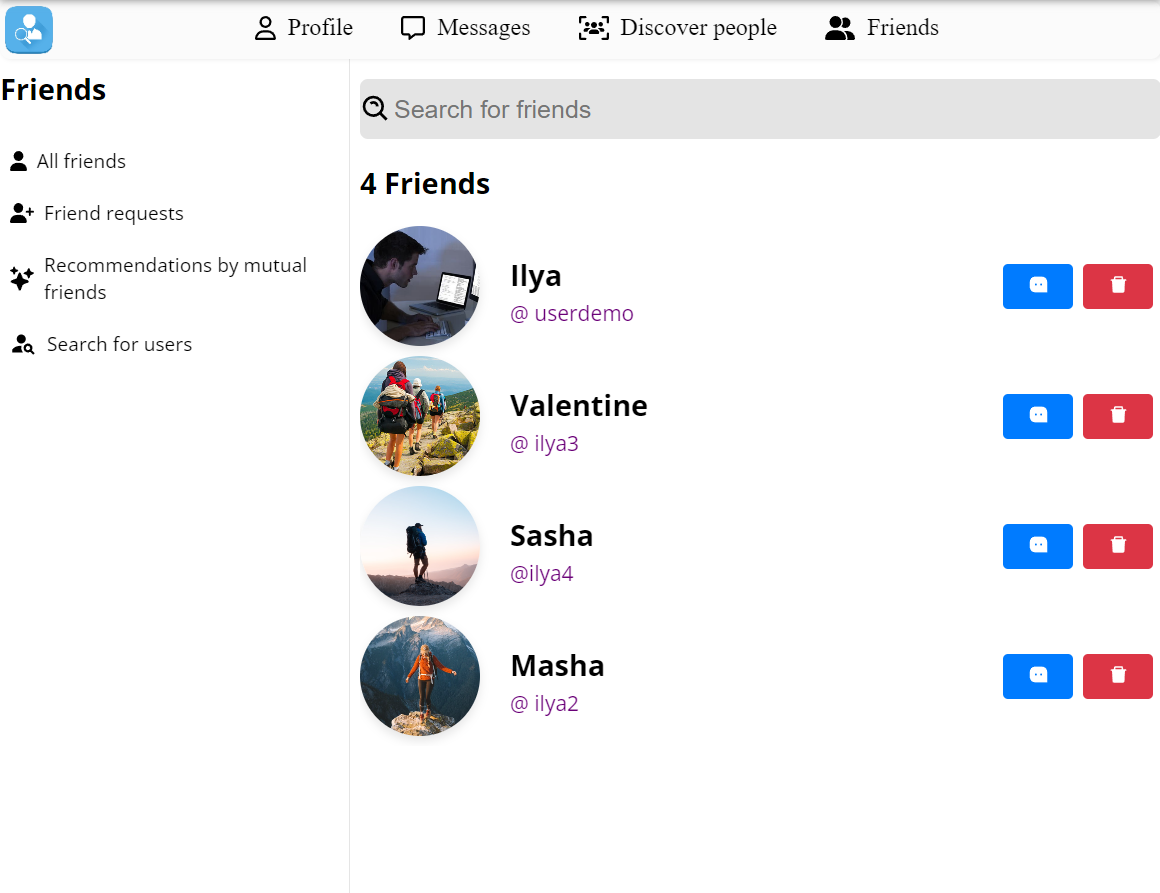 Profile
Messages
Discover people
Friends
Friends
All friends
Friend requests
Recommendations by mutual
friends
Search for users
Search for friends
4 Friends
Ilya
@ userdemo
Valentine
@ ilya3
Sasha
@ilya4
Masha
@ ilya2